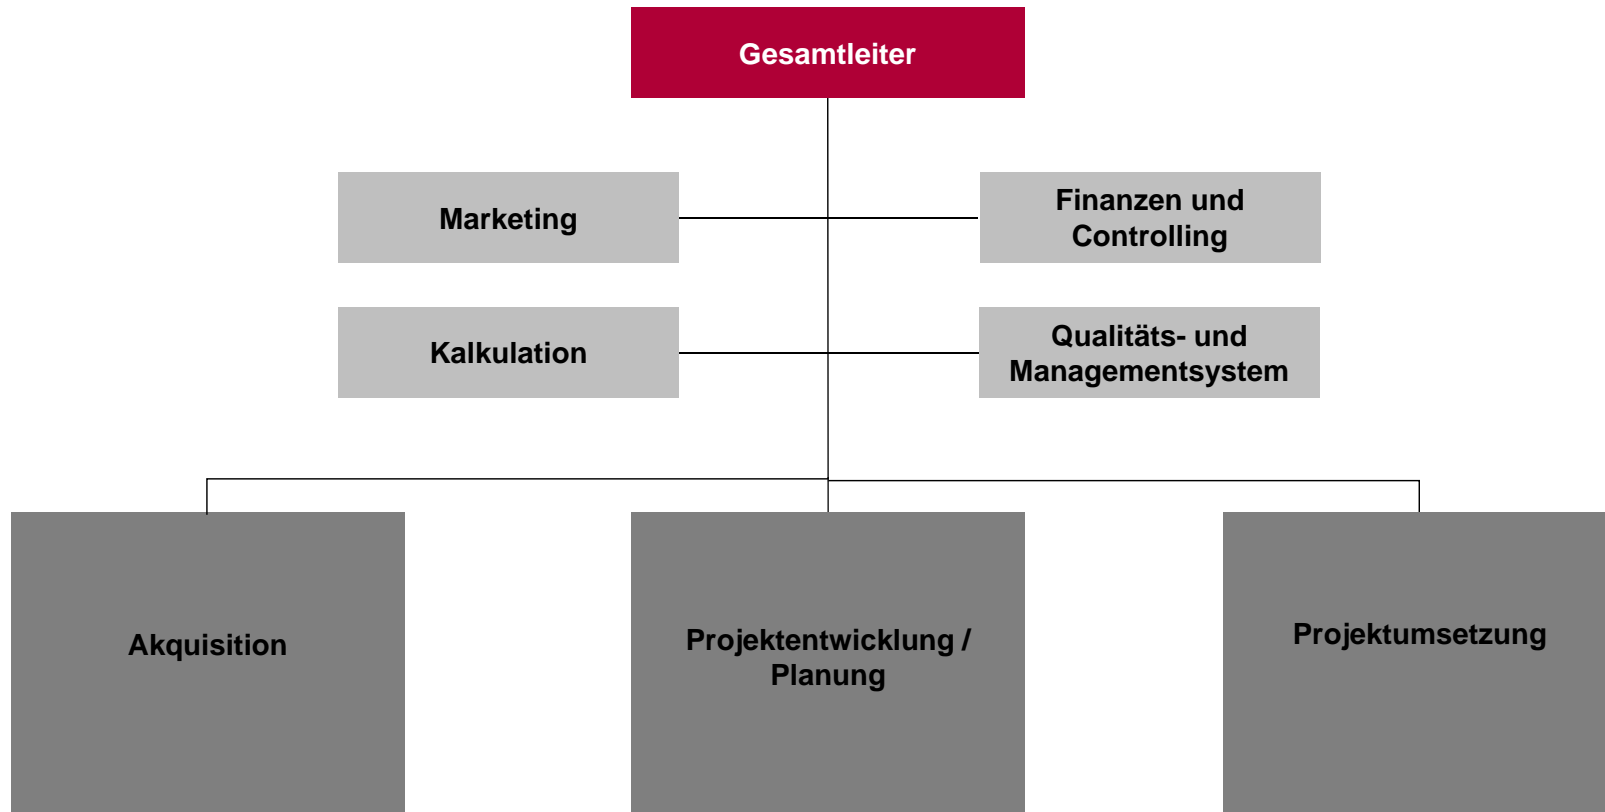 Gesamtleiter
Marketing
Finanzen und
Controlling
Kalkulation
Qualitäts- und
Managementsystem
Akquisition
Projektentwicklung /
Planung
Projektumsetzung